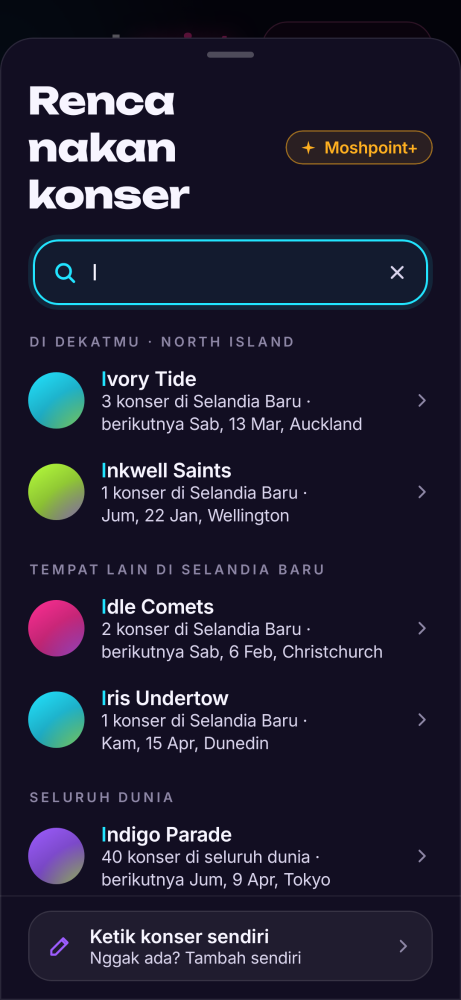 Renca
nakan
konser
Moshpoint+
I
DI DEKATMU · NORTH ISLAND
Ivory Tide
3 konser di Selandia Baru ·
berikutnya Sab, 13 Mar, Auckland
Inkwell Saints
1 konser di Selandia Baru ·
Jum, 22 Jan, Wellington
TEMPAT LAIN DI SELANDIA BARU
Idle Comets
2 konser di Selandia Baru ·
berikutnya Sab, 6 Feb, Christchurch
Iris Undertow
1 konser di Selandia Baru ·
Kam, 15 Apr, Dunedin
SELURUH DUNIA
Indigo Parade
40 konser di seluruh dunia ·
berikutnya Jum, 9 Apr, Tokyo
Ketik konser sendiri
Nggak ada? Tambah sendiri